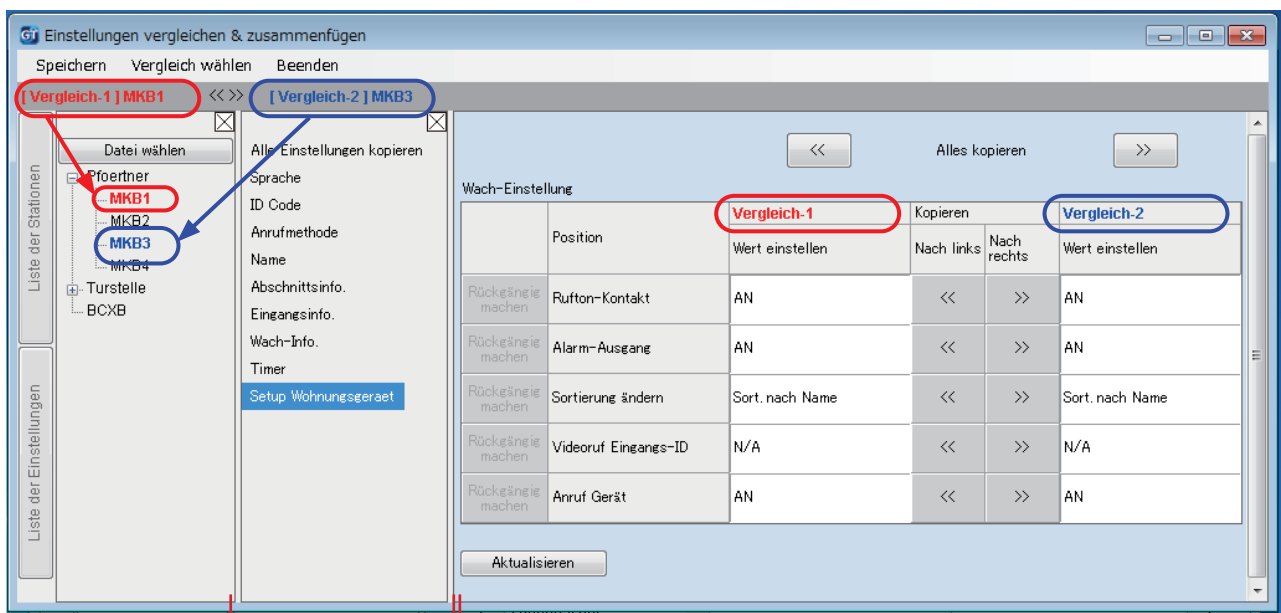 GT Einstellungen vergleichen & zusammenfügen
Speichern Vergleich wählen Beenden
[ Vergleich-1 ] MKB1 << >> [ Vergleich-2 ] MKB3
Liste der Stationen
Liste der Einstellungen
Datei wählen
Pfoertner
MKB1
MKB2
MKB3
MKB4
Turstelle
BCXB
Alle Einstellungen kopieren
Sprache
ID Code
Anrufmethode
Name
Abschnittsinfo.
Eingangsinfo.
Wach-Info.
Timer
Setup Wohnungsgeraet
<< Alles kopieren >>
Wach-Einstellung
Position Vergleich-1 Kopieren Vergleich-2
Wert einstellen Nach links Nach rechts Wert einstellen
Rückgängig machen Rufton-Kontakt AN << >> AN
Rückgängig machen Alarm-Ausgang AN << >> AN
Rückgängig machen Sortierung ändern Sort. nach Name << >> Sort. nach Name
Rückgängig machen Videoruf Eingangs-ID N/A << >> N/A
Rückgängig machen Anruf Gerät AN << >> AN
Aktualisieren